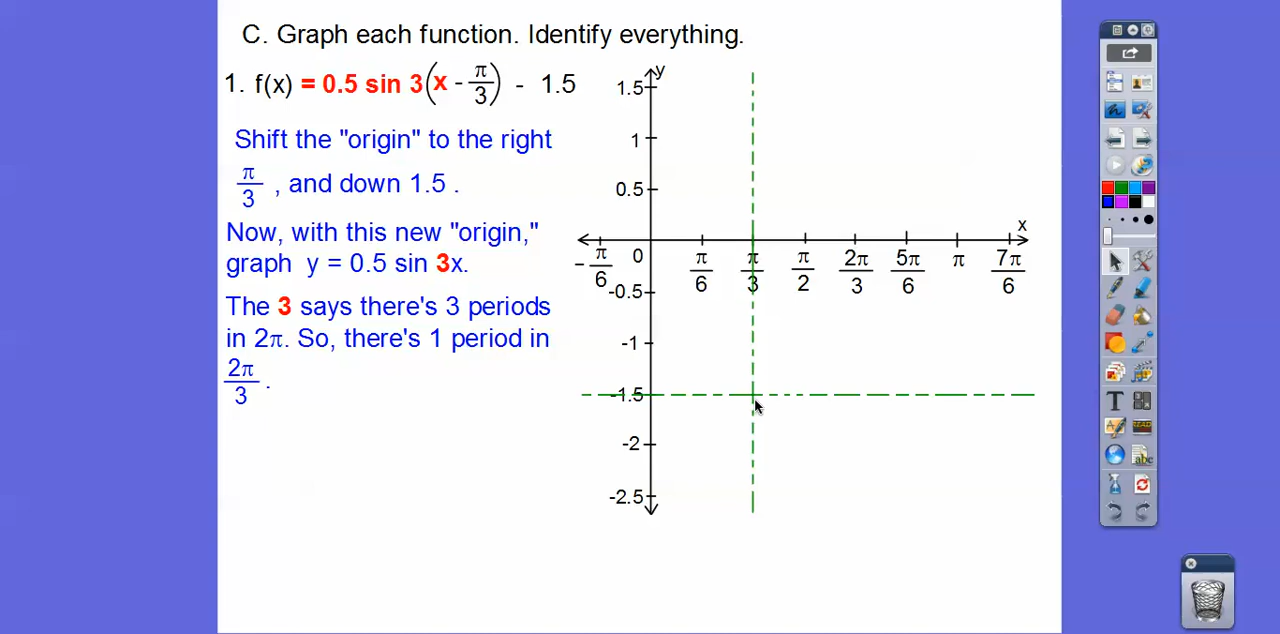 C. Graph each function. Identify everything.
1. f(x) = 0.5 sin 3(x - π/3) - 1.5
Shift the "origin" to the right
π/3 , and down 1.5 .
Now, with this new "origin,"
graph y = 0.5 sin 3x.
The 3 says there's 3 periods
in 2π. So, there's 1 period in
2π/3 .
y
1.5
1
0.5
x
-π/6 0 π/6 π/3 π/2 2π/3 5π/6 π 7π/6
-0.5
-1
-1.5
-2
-2.5
T
abc